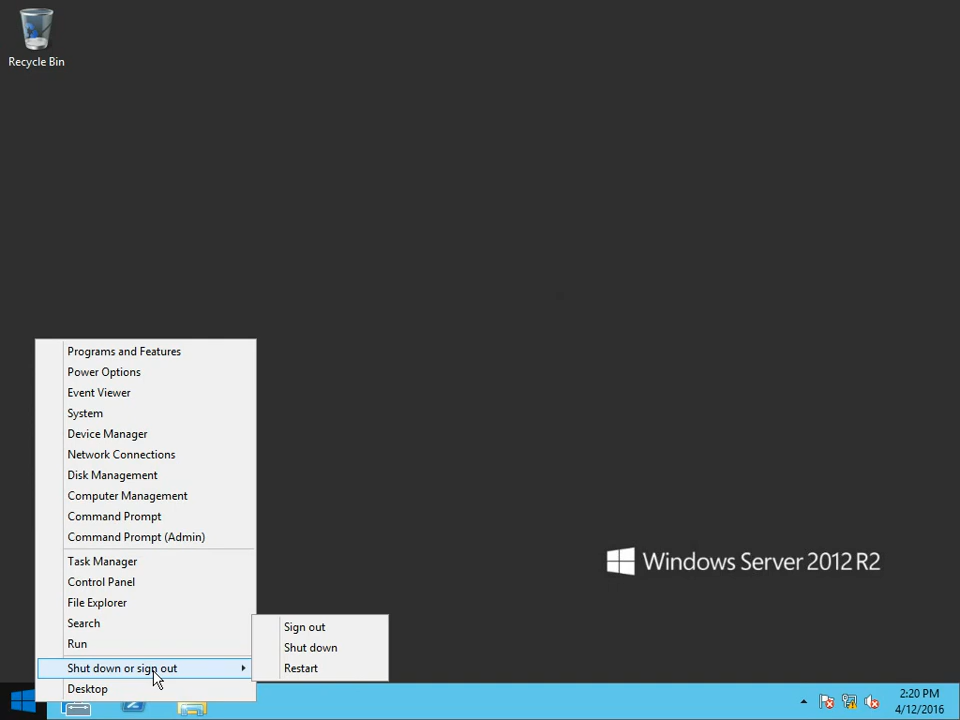 Recycle Bin
Programs and Features
Power Options
Event Viewer
System
Device Manager
Network Connections
Disk Management
Computer Management
Command Prompt
Command Prompt (Admin)
Task Manager
Control Panel
File Explorer
Search
Run
Shut down or sign out
Desktop
Sign out
Shut down
Restart
Windows Server 2012 R2
2:20 PM
4/12/2016